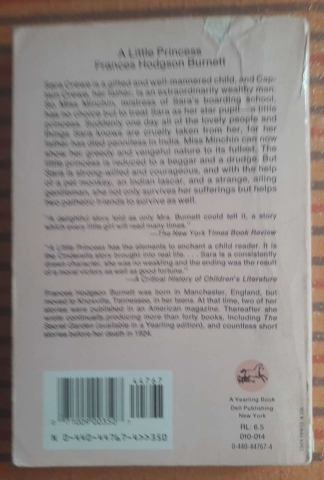 A Little Princess
Frances Hodgson Burnett
Sara Crewe is a gifted and well-mannered child, and Cap-
tain Crewe, her father, is an extraordinarily wealthy man.
So Miss Minchin, mistress of Sara's boarding school,
has no choice but to treat Sara as her star pupil—a little
princess. Suddenly one day all of the lovely people and
things Sara knows are cruelly taken from her, for her
father has died penniless in India. Miss Minchin can now
show her greedy and vengeful nature to its fullest. The
little princess is reduced to a beggar and a drudge. But
Sara is strong-willed and courageous, and with the help
of a pet monkey, an Indian lascar, and a strange, ailing
gentleman, she not only survives her sufferings but helps
two pathetic friends to survive as well.
"A delightful story told as only Mrs. Burnett could tell it, a story
which every little girl will read many times."
—The New York Times Book Review
"A Little Princess has the elements to enchant a child reader. It is
the Cinderella story brought into real life. . . . Sara is a consistently
drawn character, she was no weakling and the ending was the result
of a moral victory as well as good fortune."
—A Critical History of Children's Literature
Frances Hodgson Burnett was born in Manchester, England, but
moved to Knoxville, Tennessee, in her teens. At that time, two of her
stories were published in an American magazine. Thereafter she
wrote continually, producing more than forty books, including The
Secret Garden (available in a Yearling edition), and countless short
stories before her death in 1924.
44767
71009 00350
N 0-440-44767-4>>350
A Yearling Book
Dell Publishing
New York
RL: 6.5
010-014
0-440-44767-4